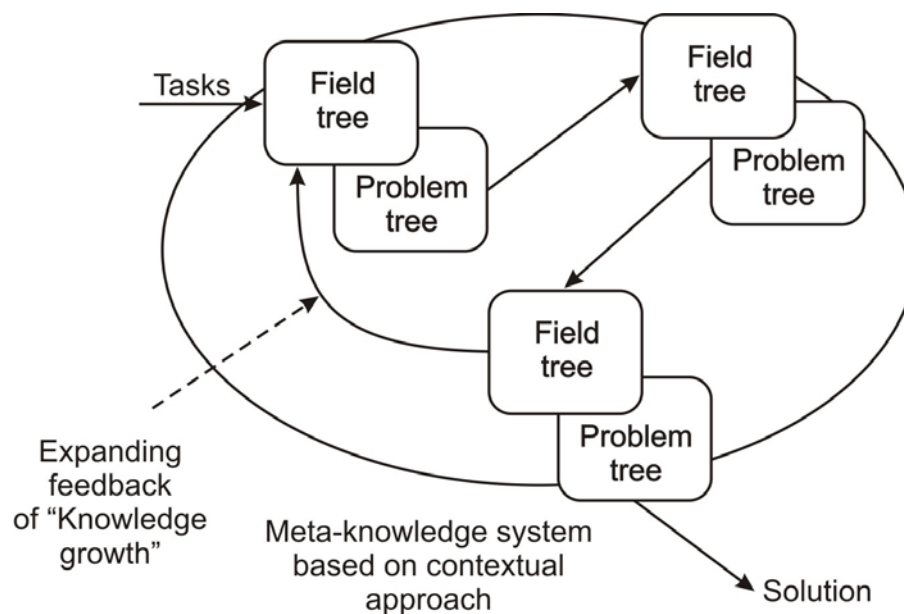 Tasks
Field
tree
Problem
tree
Field
tree
Problem
tree
Field
tree
Problem
tree
Expanding
feedback
of “Knowledge
growth”
Meta-knowledge system
based on contextual
approach
Solution